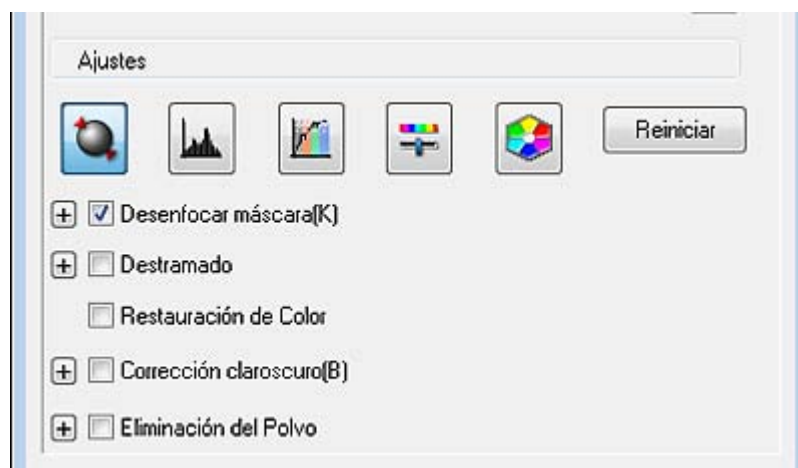 Ajustes
Reiniciar
Desenfocar máscara(K)
Destramado
Restauración de Color
Corrección claroscuro(B)
Eliminación del Polvo